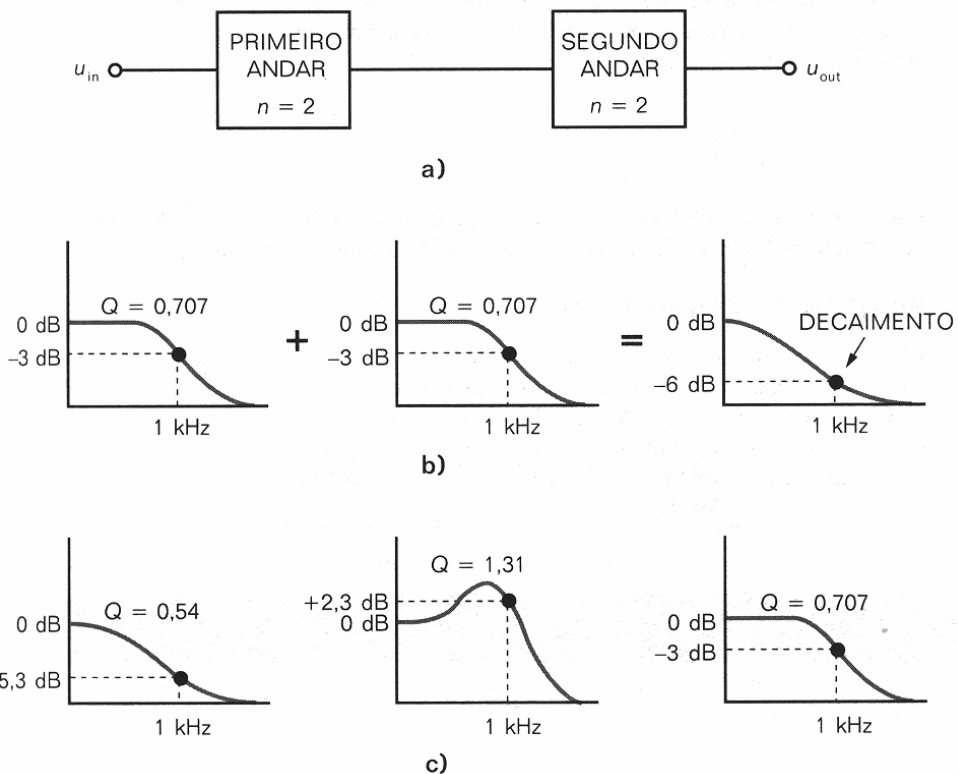 PRIMEIRO
ANDAR
n = 2
SEGUNDO
ANDAR
n = 2
u_in
u_out
a)
Q = 0,707
0 dB
–3 dB
1 kHz
+
Q = 0,707
0 dB
–3 dB
1 kHz
=
0 dB
DECAIMENTO
–6 dB
1 kHz
b)
Q = 0,54
0 dB
5,3 dB
1 kHz
Q = 1,31
+2,3 dB
0 dB
1 kHz
Q = 0,707
0 dB
–3 dB
1 kHz
c)